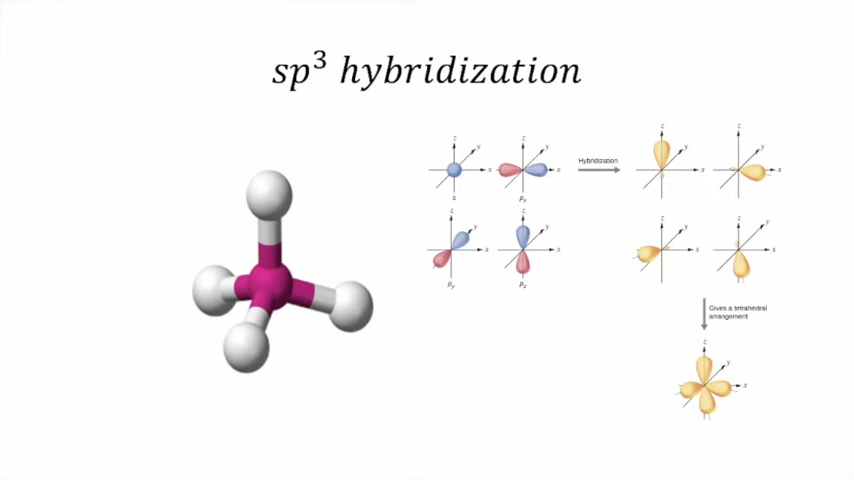 sp³ hybridization
z
y
x
s
z
y
x
pₓ
Hybridization
z
y
x
z
y
x
z
y
x
p_y
z
y
x
p_z
z
y
x
z
y
x
Gives a tetrahedral
arrangement
z
y
x